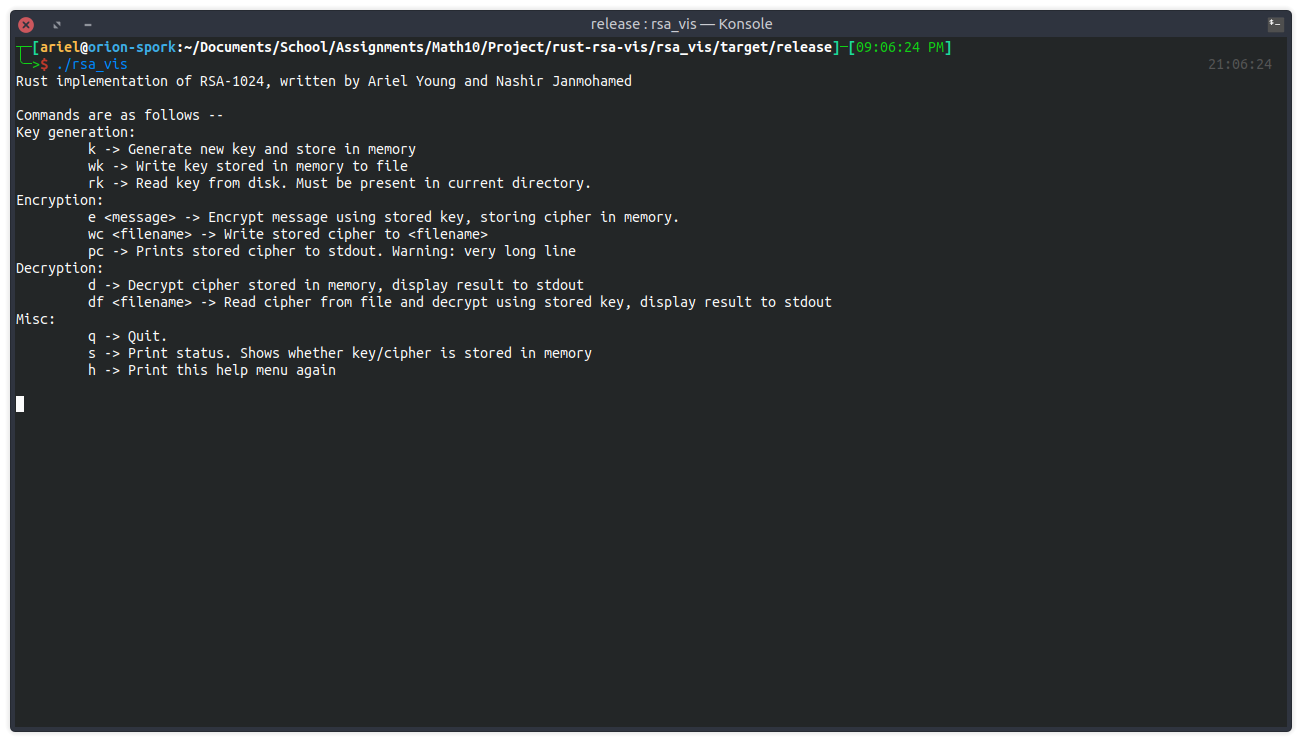 release : rsa_vis — Konsole
┬─[ariel@orion-spork:~/Documents/School/Assignments/Math10/Project/rust-rsa-vis/rsa_vis/target/release]─[09:06:24 PM]
╰─>$ ./rsa_vis 21:06:24
Rust implementation of RSA-1024, written by Ariel Young and Nashir Janmohamed
Commands are as follows --
Key generation:
k -> Generate new key and store in memory
wk -> Write key stored in memory to file
rk -> Read key from disk. Must be present in current directory.
Encryption:
e <message> -> Encrypt message using stored key, storing cipher in memory.
wc <filename> -> Write stored cipher to <filename>
pc -> Prints stored cipher to stdout. Warning: very long line
Decryption:
d -> Decrypt cipher stored in memory, display result to stdout
df <filename> -> Read cipher from file and decrypt using stored key, display result to stdout
Misc:
q -> Quit.
s -> Print status. Shows whether key/cipher is stored in memory
h -> Print this help menu again